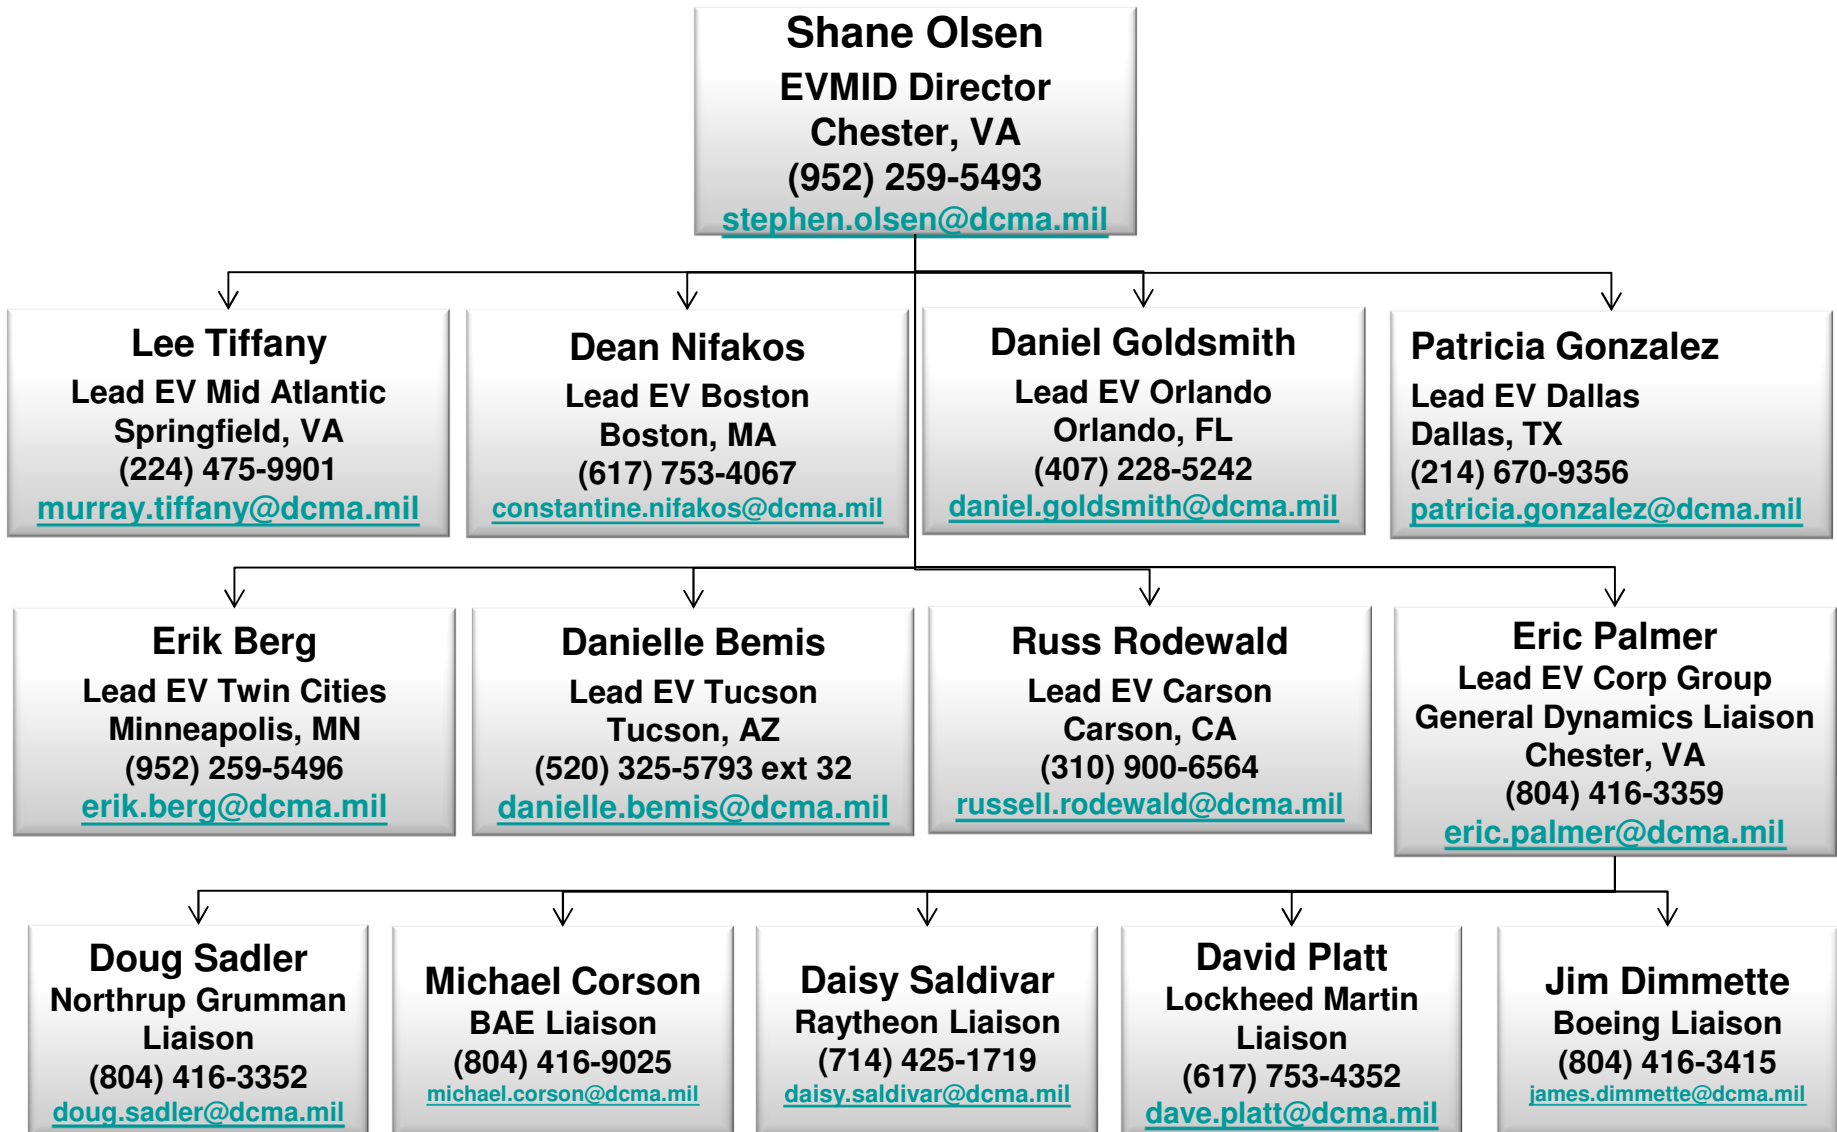 Shane Olsen
EVMID Director
Chester, VA
(952) 259-5493
stephen.olsen@dcma.mil
Lee Tiffany
Lead EV Mid Atlantic
Springfield, VA
(224) 475-9901
murray.tiffany@dcma.mil
Dean Nifakos
Lead EV Boston
Boston, MA
(617) 753-4067
constantine.nifakos@dcma.mil
Daniel Goldsmith
Lead EV Orlando
Orlando, FL
(407) 228-5242
daniel.goldsmith@dcma.mil
Patricia Gonzalez
Lead EV Dallas
Dallas, TX
(214) 670-9356
patricia.gonzalez@dcma.mil
Erik Berg
Lead EV Twin Cities
Minneapolis, MN
(952) 259-5496
erik.berg@dcma.mil
Danielle Bemis
Lead EV Tucson
Tucson, AZ
(520) 325-5793 ext 32
danielle.bemis@dcma.mil
Russ Rodewald
Lead EV Carson
Carson, CA
(310) 900-6564
russell.rodewald@dcma.mil
Eric Palmer
Lead EV Corp Group
General Dynamics Liaison
Chester, VA
(804) 416-3359
eric.palmer@dcma.mil
Doug Sadler
Northrup Grumman
Liaison
(804) 416-3352
doug.sadler@dcma.mil
Michael Corson
BAE Liaison
(804) 416-9025
michael.corson@dcma.mil
Daisy Saldivar
Raytheon Liaison
(714) 425-1719
daisy.saldivar@dcma.mil
David Platt
Lockheed Martin
Liaison
(617) 753-4352
dave.platt@dcma.mil
Jim Dimmette
Boeing Liaison
(804) 416-3415
james.dimmette@dcma.mil